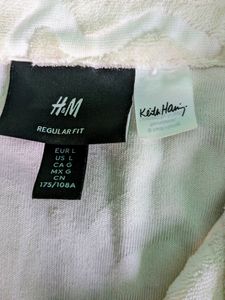 H&M
REGULAR FIT
EUR L
US L
CA G
MX G
CN
175/108A
Keith Haring